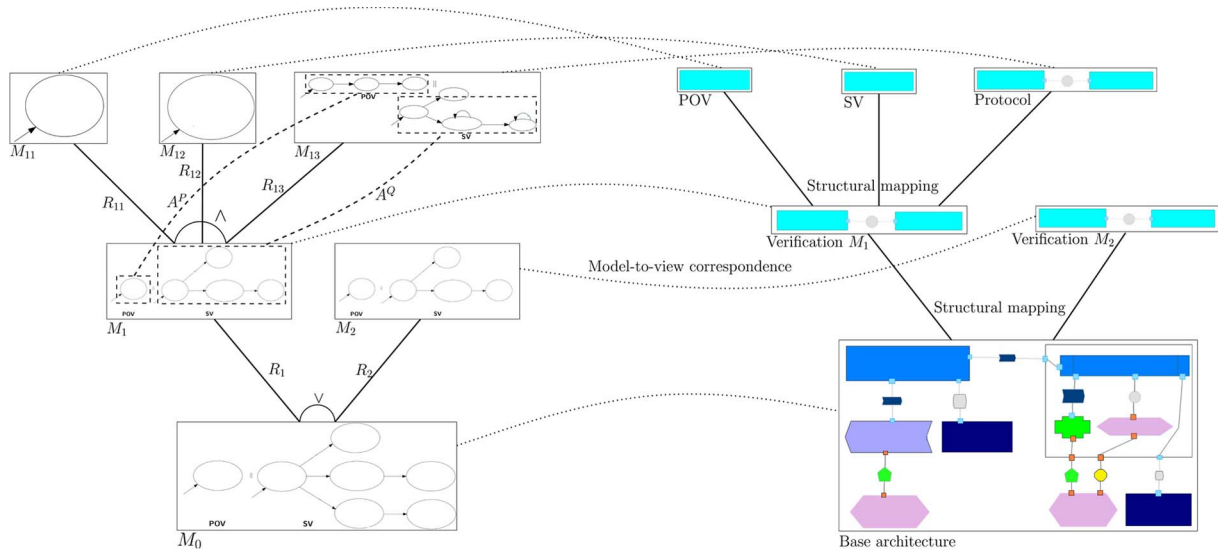 POV
SV
Protocol
POV
SV
M11
M12
M13
R11
R12
R13
A^P
A^Q
∧
Structural mapping
Verification M1
Verification M2
Model-to-view correspondence
POV SV
M1
POV SV
M2
Structural mapping
R1
R2
∨
POV SV
M0
Base architecture